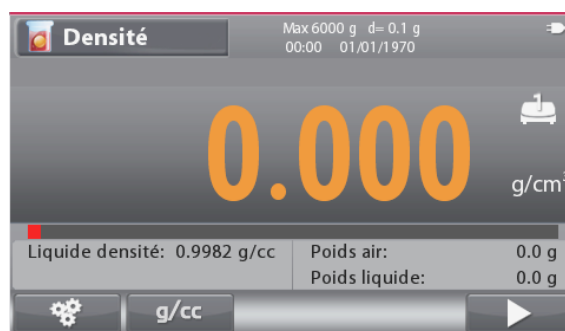 Densité
Max 6000 g d= 0.1 g
00:00 01/01/1970
0.000
g/cm³
Liquide densité: 0.9982 g/cc
Poids air: 0.0 g
Poids liquide: 0.0 g
g/cc